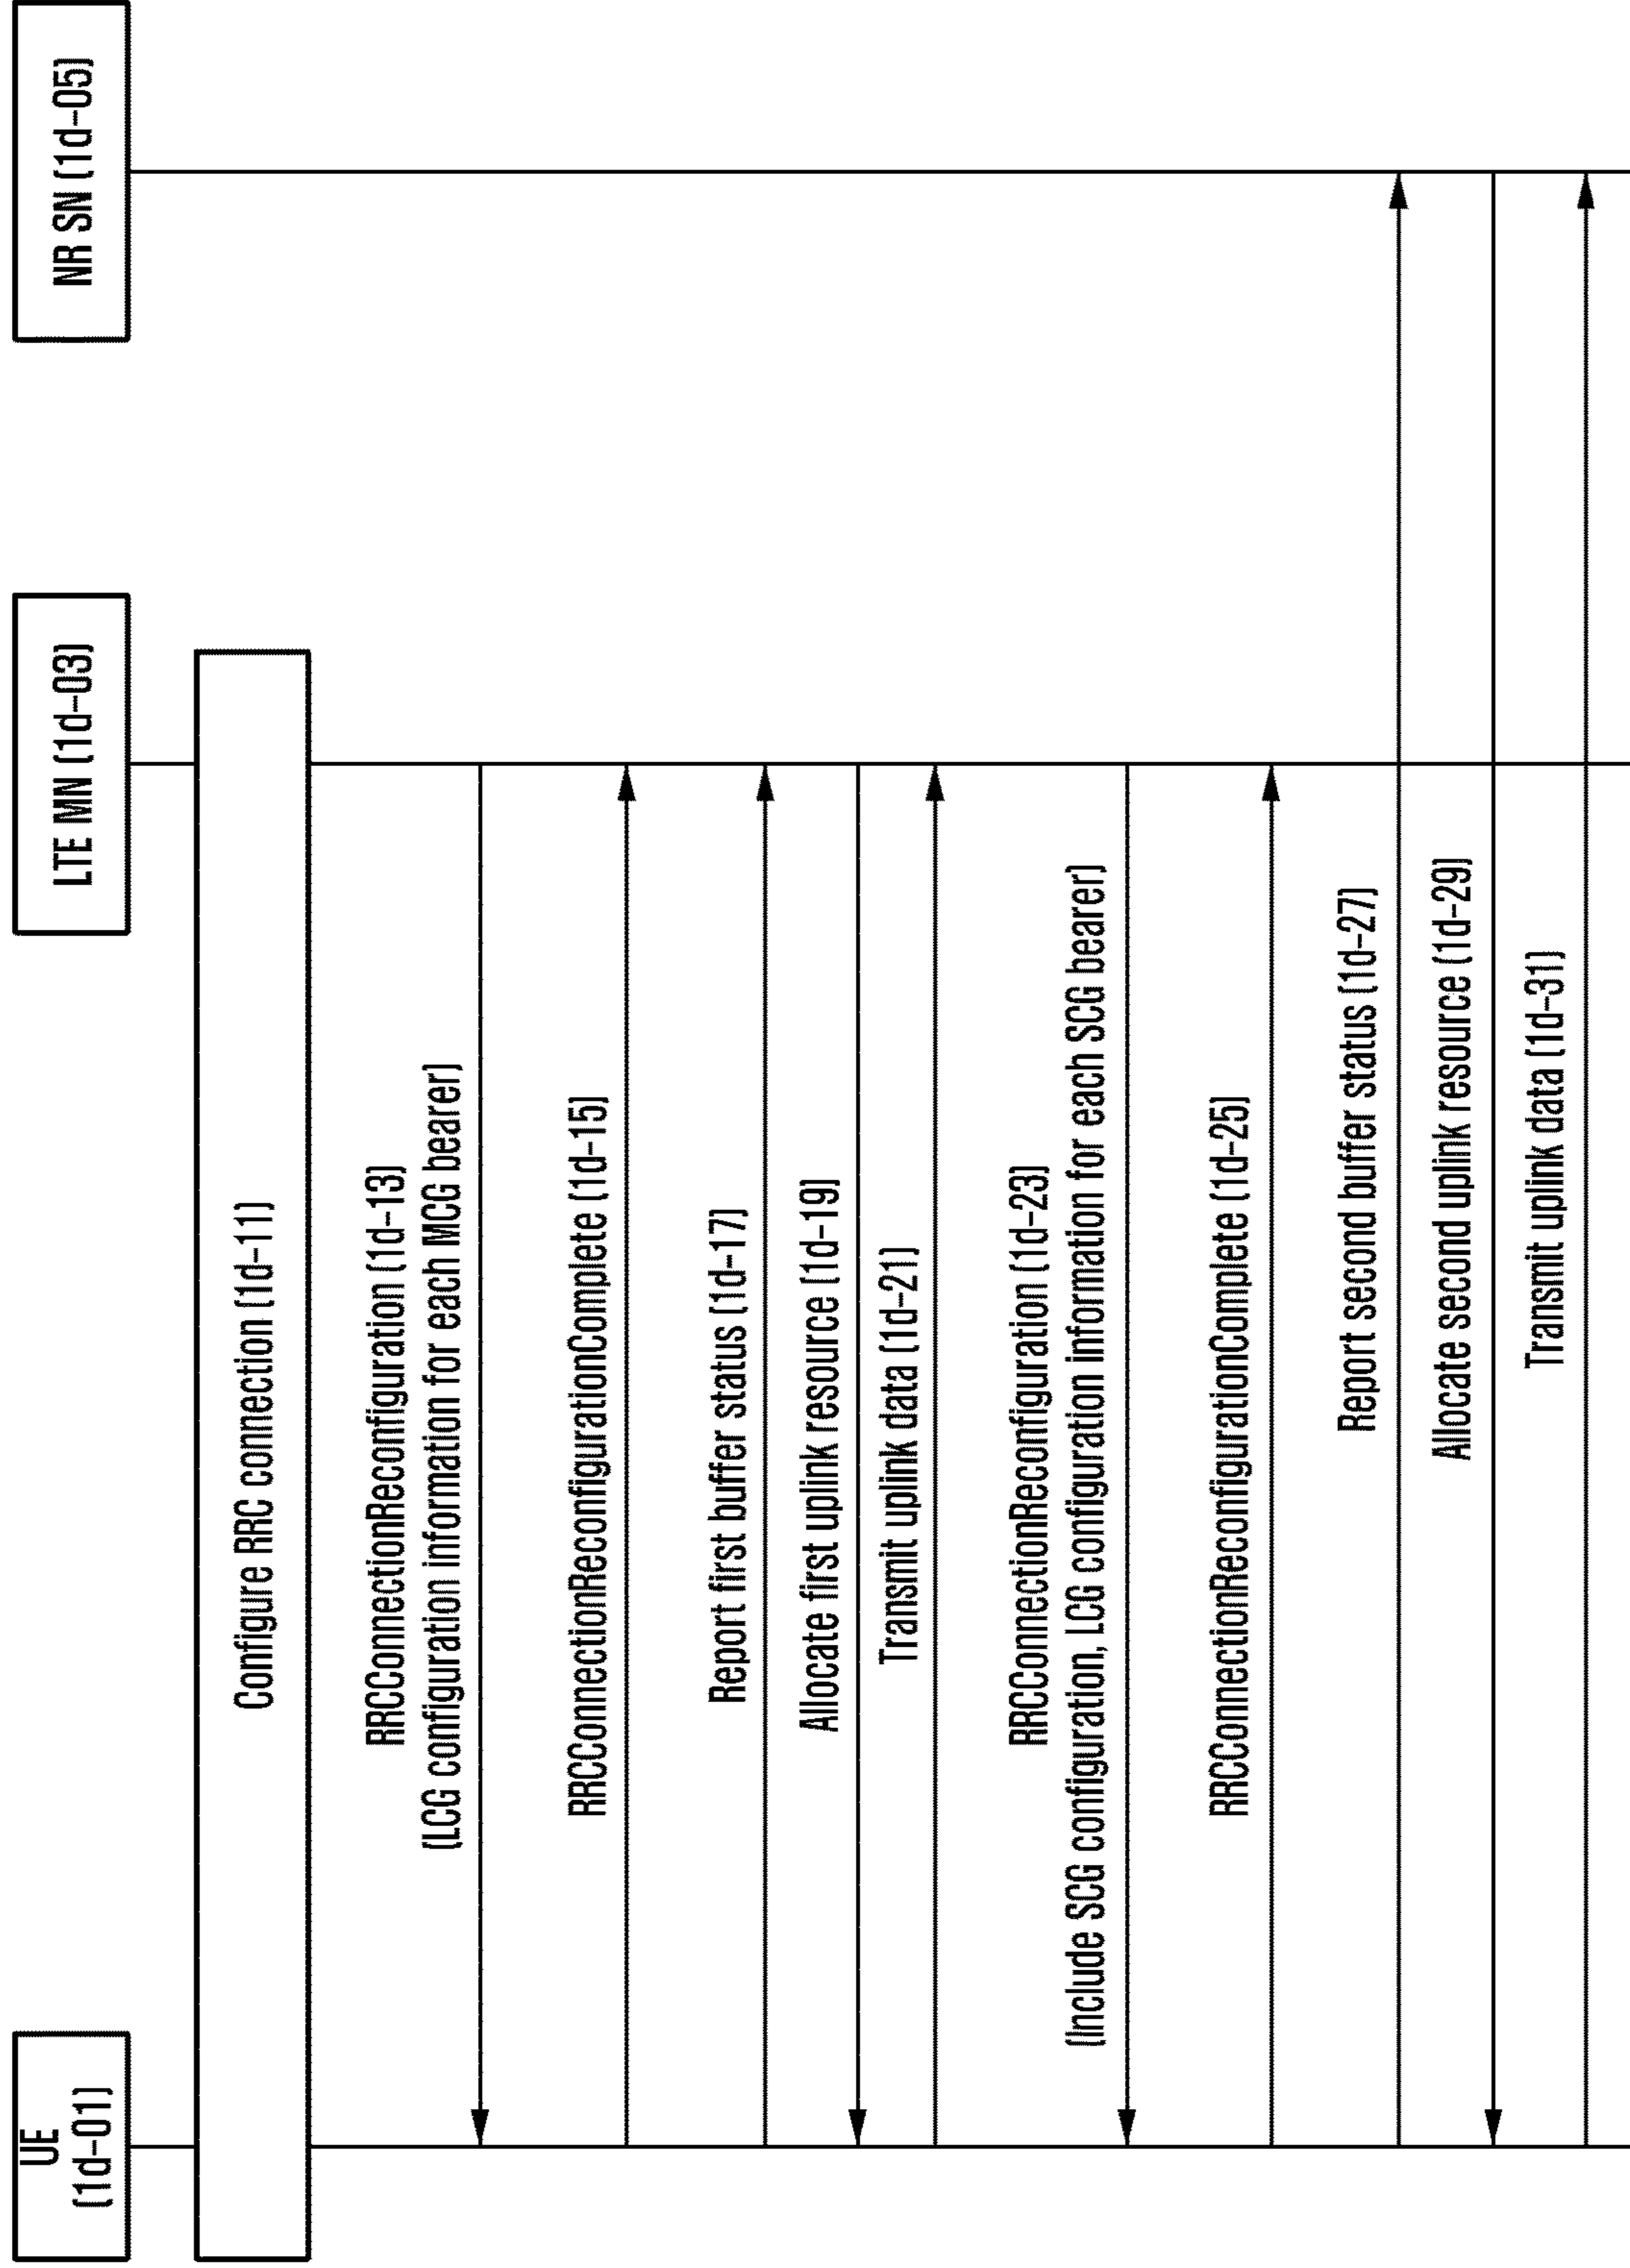 UE
(1d-01)
LTE MN (1d-03)
NR SN (1d-05)
Configure RRC connection (1d-11)
RRCConnectionReconfiguration (1d-13)
(LCG configuration information for each MCG bearer)
RRCConnectionReconfigurationComplete (1d-15)
Report first buffer status (1d-17)
Allocate first uplink resource (1d-19)
Transmit uplink data (1d-21)
RRCConnectionReconfiguration (1d-23)
(Include SCG configuration, LCG configuration information for each SCG bearer)
RRCConnectionReconfigurationComplete (1d-25)
Report second buffer status (1d-27)
Allocate second uplink resource (1d-29)
Transmit uplink data (1d-31)